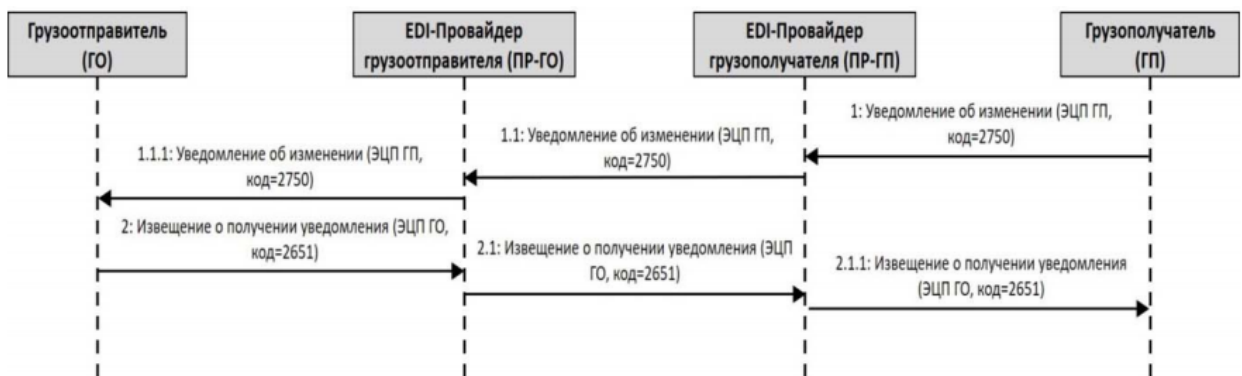 Грузоотправитель
(ГО)
EDI-Провайдер
грузоотправителя (ПР-ГО)
EDI-Провайдер
грузополучателя (ПР-ГП)
Грузополучатель
(ГП)
1: Уведомление об изменении (ЭЦП ГП,
код=2750)
1.1: Уведомление об изменении (ЭЦП ГП,
код=2750)
1.1.1: Уведомление об изменении (ЭЦП ГП,
код=2750)
2: Извещение о получении уведомления (ЭЦП ГО,
код=2651)
2.1: Извещение о получении уведомления (ЭЦП
ГО, код=2651)
2.1.1: Извещение о получении уведомления
(ЭЦП ГО, код=2651)